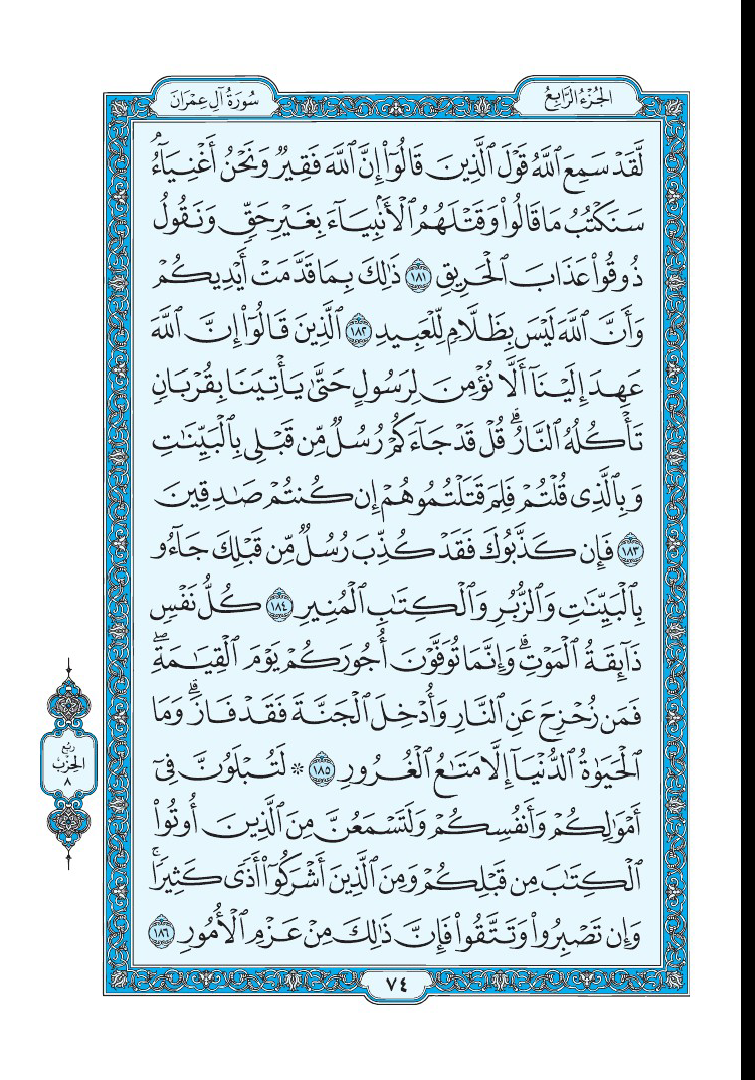 الجُزْءُ الرَّابِعُ
سُورَةُ آلِ عِمْرَانَ
لَّقَدْ سَمِعَ ٱللَّهُ قَوْلَ ٱلَّذِينَ قَالُوٓا۟ إِنَّ ٱللَّهَ فَقِيرٌ وَنَحْنُ أَغْنِيَآءُ ۘ
سَنَكْتُبُ مَا قَالُوا۟ وَقَتْلَهُمُ ٱلْأَنۢبِيَآءَ بِغَيْرِ حَقٍّ وَنَقُولُ
ذُوقُوا۟ عَذَابَ ٱلْحَرِيقِ ١٨١ ذَٰلِكَ بِمَا قَدَّمَتْ أَيْدِيكُمْ
وَأَنَّ ٱللَّهَ لَيْسَ بِظَلَّامٍ لِّلْعَبِيدِ ١٨٢ ٱلَّذِينَ قَالُوٓا۟ إِنَّ ٱللَّهَ
عَهِدَ إِلَيْنَآ أَلَّا نُؤْمِنَ لِرَسُولٍ حَتَّىٰ يَأْتِيَنَا بِقُرْبَانٍ
تَأْكُلُهُ ٱلنَّارُ ۗ قُلْ قَدْ جَآءَكُمْ رُسُلٌ مِّن قَبْلِى بِٱلْبَيِّنَٰتِ
وَبِٱلَّذِى قُلْتُمْ فَلِمَ قَتَلْتُمُوهُمْ إِن كُنتُمْ صَٰدِقِينَ
١٨٣ فَإِن كَذَّبُوكَ فَقَدْ كُذِّبَ رُسُلٌ مِّن قَبْلِكَ جَآءُو
بِٱلْبَيِّنَٰتِ وَٱلزُّبُرِ وَٱلْكِتَٰبِ ٱلْمُنِيرِ ١٨٤ كُلُّ نَفْسٍ
ذَآئِقَةُ ٱلْمَوْتِ ۗ وَإِنَّمَا تُوَفَّوْنَ أُجُورَكُمْ يَوْمَ ٱلْقِيَٰمَةِ ۖ
فَمَن زُحْزِحَ عَنِ ٱلنَّارِ وَأُدْخِلَ ٱلْجَنَّةَ فَقَدْ فَازَ ۗ وَمَا
ٱلْحَيَوٰةُ ٱلدُّنْيَآ إِلَّا مَتَٰعُ ٱلْغُرُورِ ١٨٥ ۞ لَتُبْلَوُنَّ فِىٓ
أَمْوَٰلِكُمْ وَأَنفُسِكُمْ وَلَتَسْمَعُنَّ مِنَ ٱلَّذِينَ أُوتُوا۟
ٱلْكِتَٰبَ مِن قَبْلِكُمْ وَمِنَ ٱلَّذِينَ أَشْرَكُوٓا۟ أَذًى كَثِيرًا ۚ
وَإِن تَصْبِرُوا۟ وَتَتَّقُوا۟ فَإِنَّ ذَٰلِكَ مِنْ عَزْمِ ٱلْأُمُورِ ١٨٦
ربع
الحزب
٨
٧٤